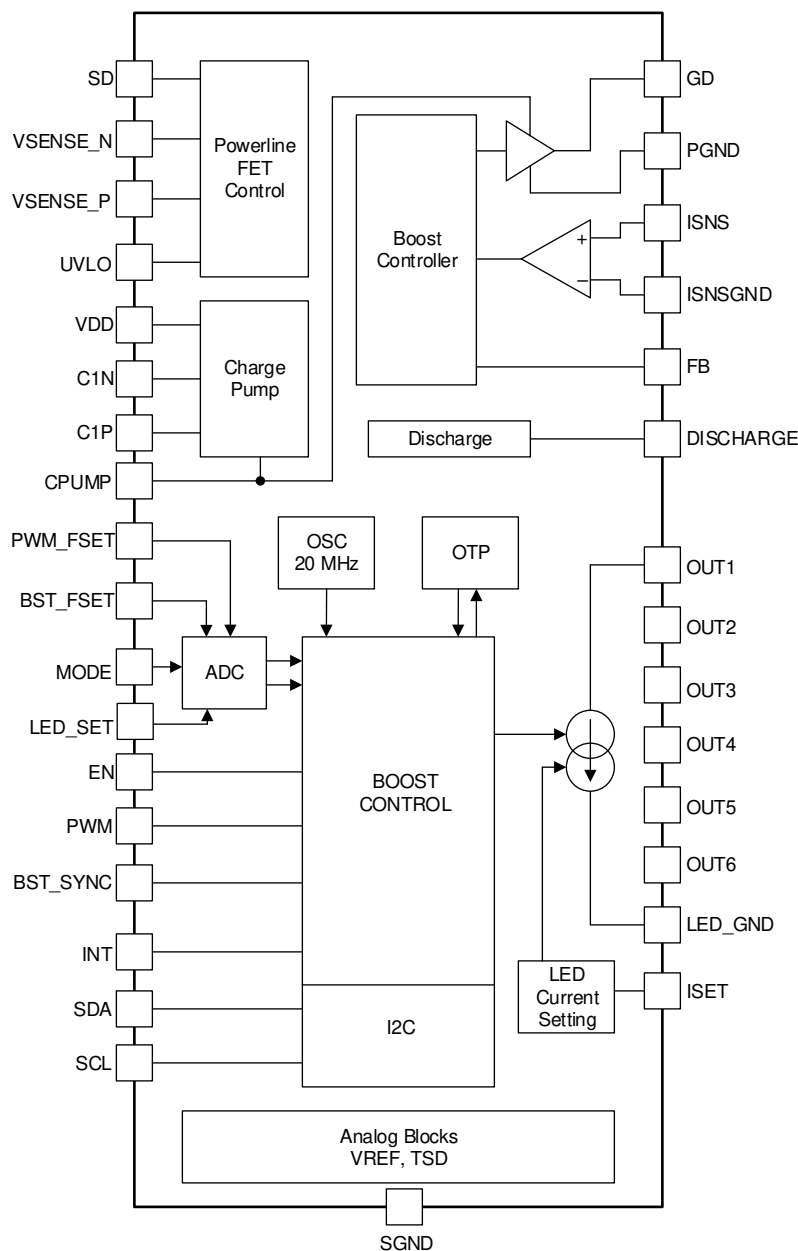 SD
VSENSE_N
VSENSE_P
UVLO
Powerline
FET
Control
VDD
C1N
C1P
CPUMP
Charge
Pump
Boost
Controller
+
–
GD
PGND
ISNS
ISNSGND
FB
Discharge
DISCHARGE
PWM_FSET
BST_FSET
MODE
LED_SET
ADC
OSC
20 MHz
OTP
EN
PWM
BST_SYNC
INT
SDA
SCL
BOOST
CONTROL
I2C
OUT1
OUT2
OUT3
OUT4
OUT5
OUT6
LED_GND
LED
Current
Setting
ISET
Analog Blocks
VREF, TSD
SGND